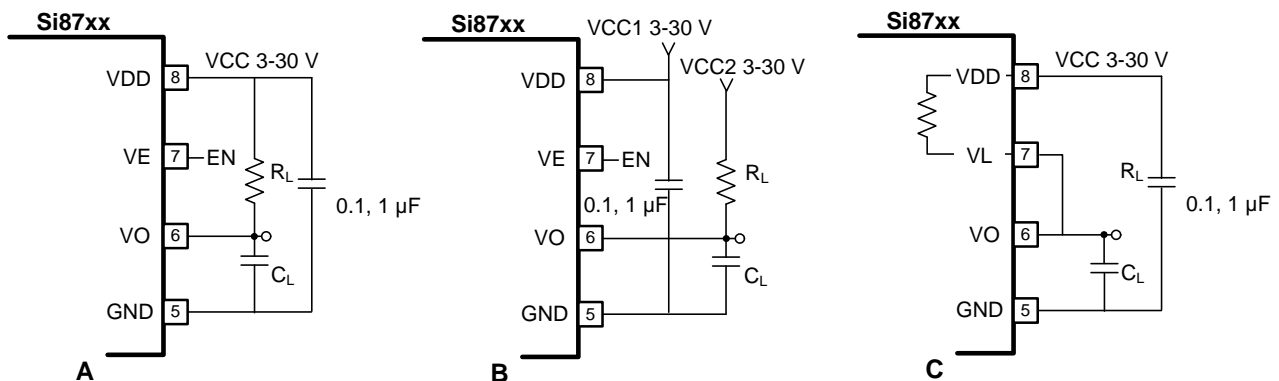 Si87xx
VCC 3-30 V
VDD
8
VE
7
EN
RL
0.1, 1 µF
VO
6
CL
GND
5
A
Si87xx
VCC1 3-30 V
VCC2 3-30 V
VDD
8
VE
7
EN
RL
0.1, 1 µF
VO
6
CL
GND
5
B
Si87xx
VCC 3-30 V
VDD
8
VL
7
RL
0.1, 1 µF
VO
6
CL
GND
5
C